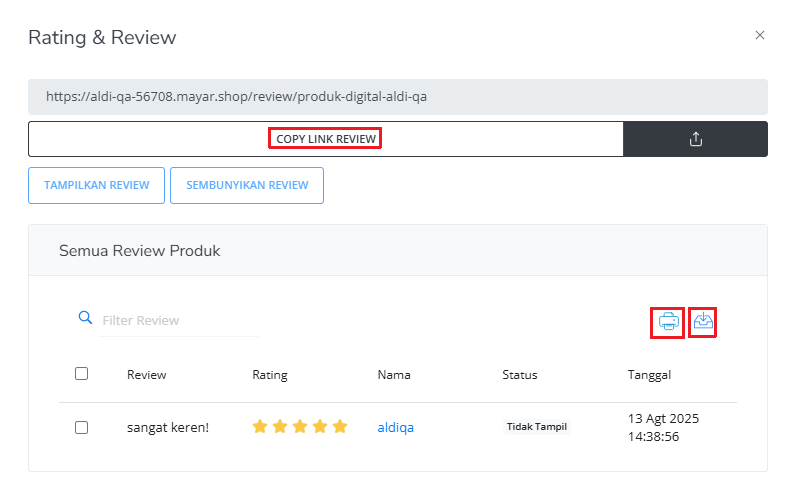 Rating & Review
https://aldi-qa-56708.mayar.shop/review/produk-digital-aldi-qa
COPY LINK REVIEW
TAMPILKAN REVIEW SEMBUNYIKAN REVIEW
Semua Review Produk
Filter Review
Review Rating Nama Status Tanggal
sangat keren! aldiqa Tidak Tampil 13 Agt 2025
14:38:56